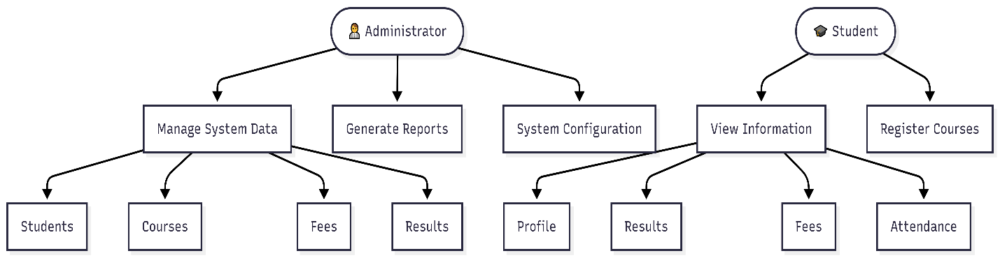 Administrator
Student
Manage System Data
Generate Reports
System Configuration
View Information
Register Courses
Students
Courses
Fees
Results
Profile
Results
Fees
Attendance